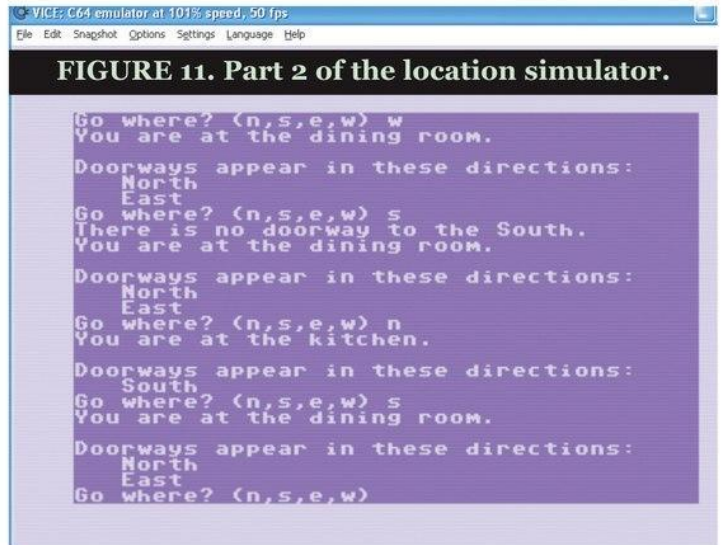 VICE: C64 emulator at 101% speed, 50 fps
File Edit Snapshot Options Settings Language Help
FIGURE 11. Part 2 of the location simulator.
Go where? (n,s,e,w) w
You are at the dining room.
Doorways appear in these directions:
North
East
Go where? (n,s,e,w) s
There is no doorway to the South.
You are at the dining room.
Doorways appear in these directions:
North
East
Go where? (n,s,e,w) n
You are at the kitchen.
Doorways appear in these directions:
South
Go where? (n,s,e,w) s
You are at the dining room.
Doorways appear in these directions:
North
East
Go where? (n,s,e,w)